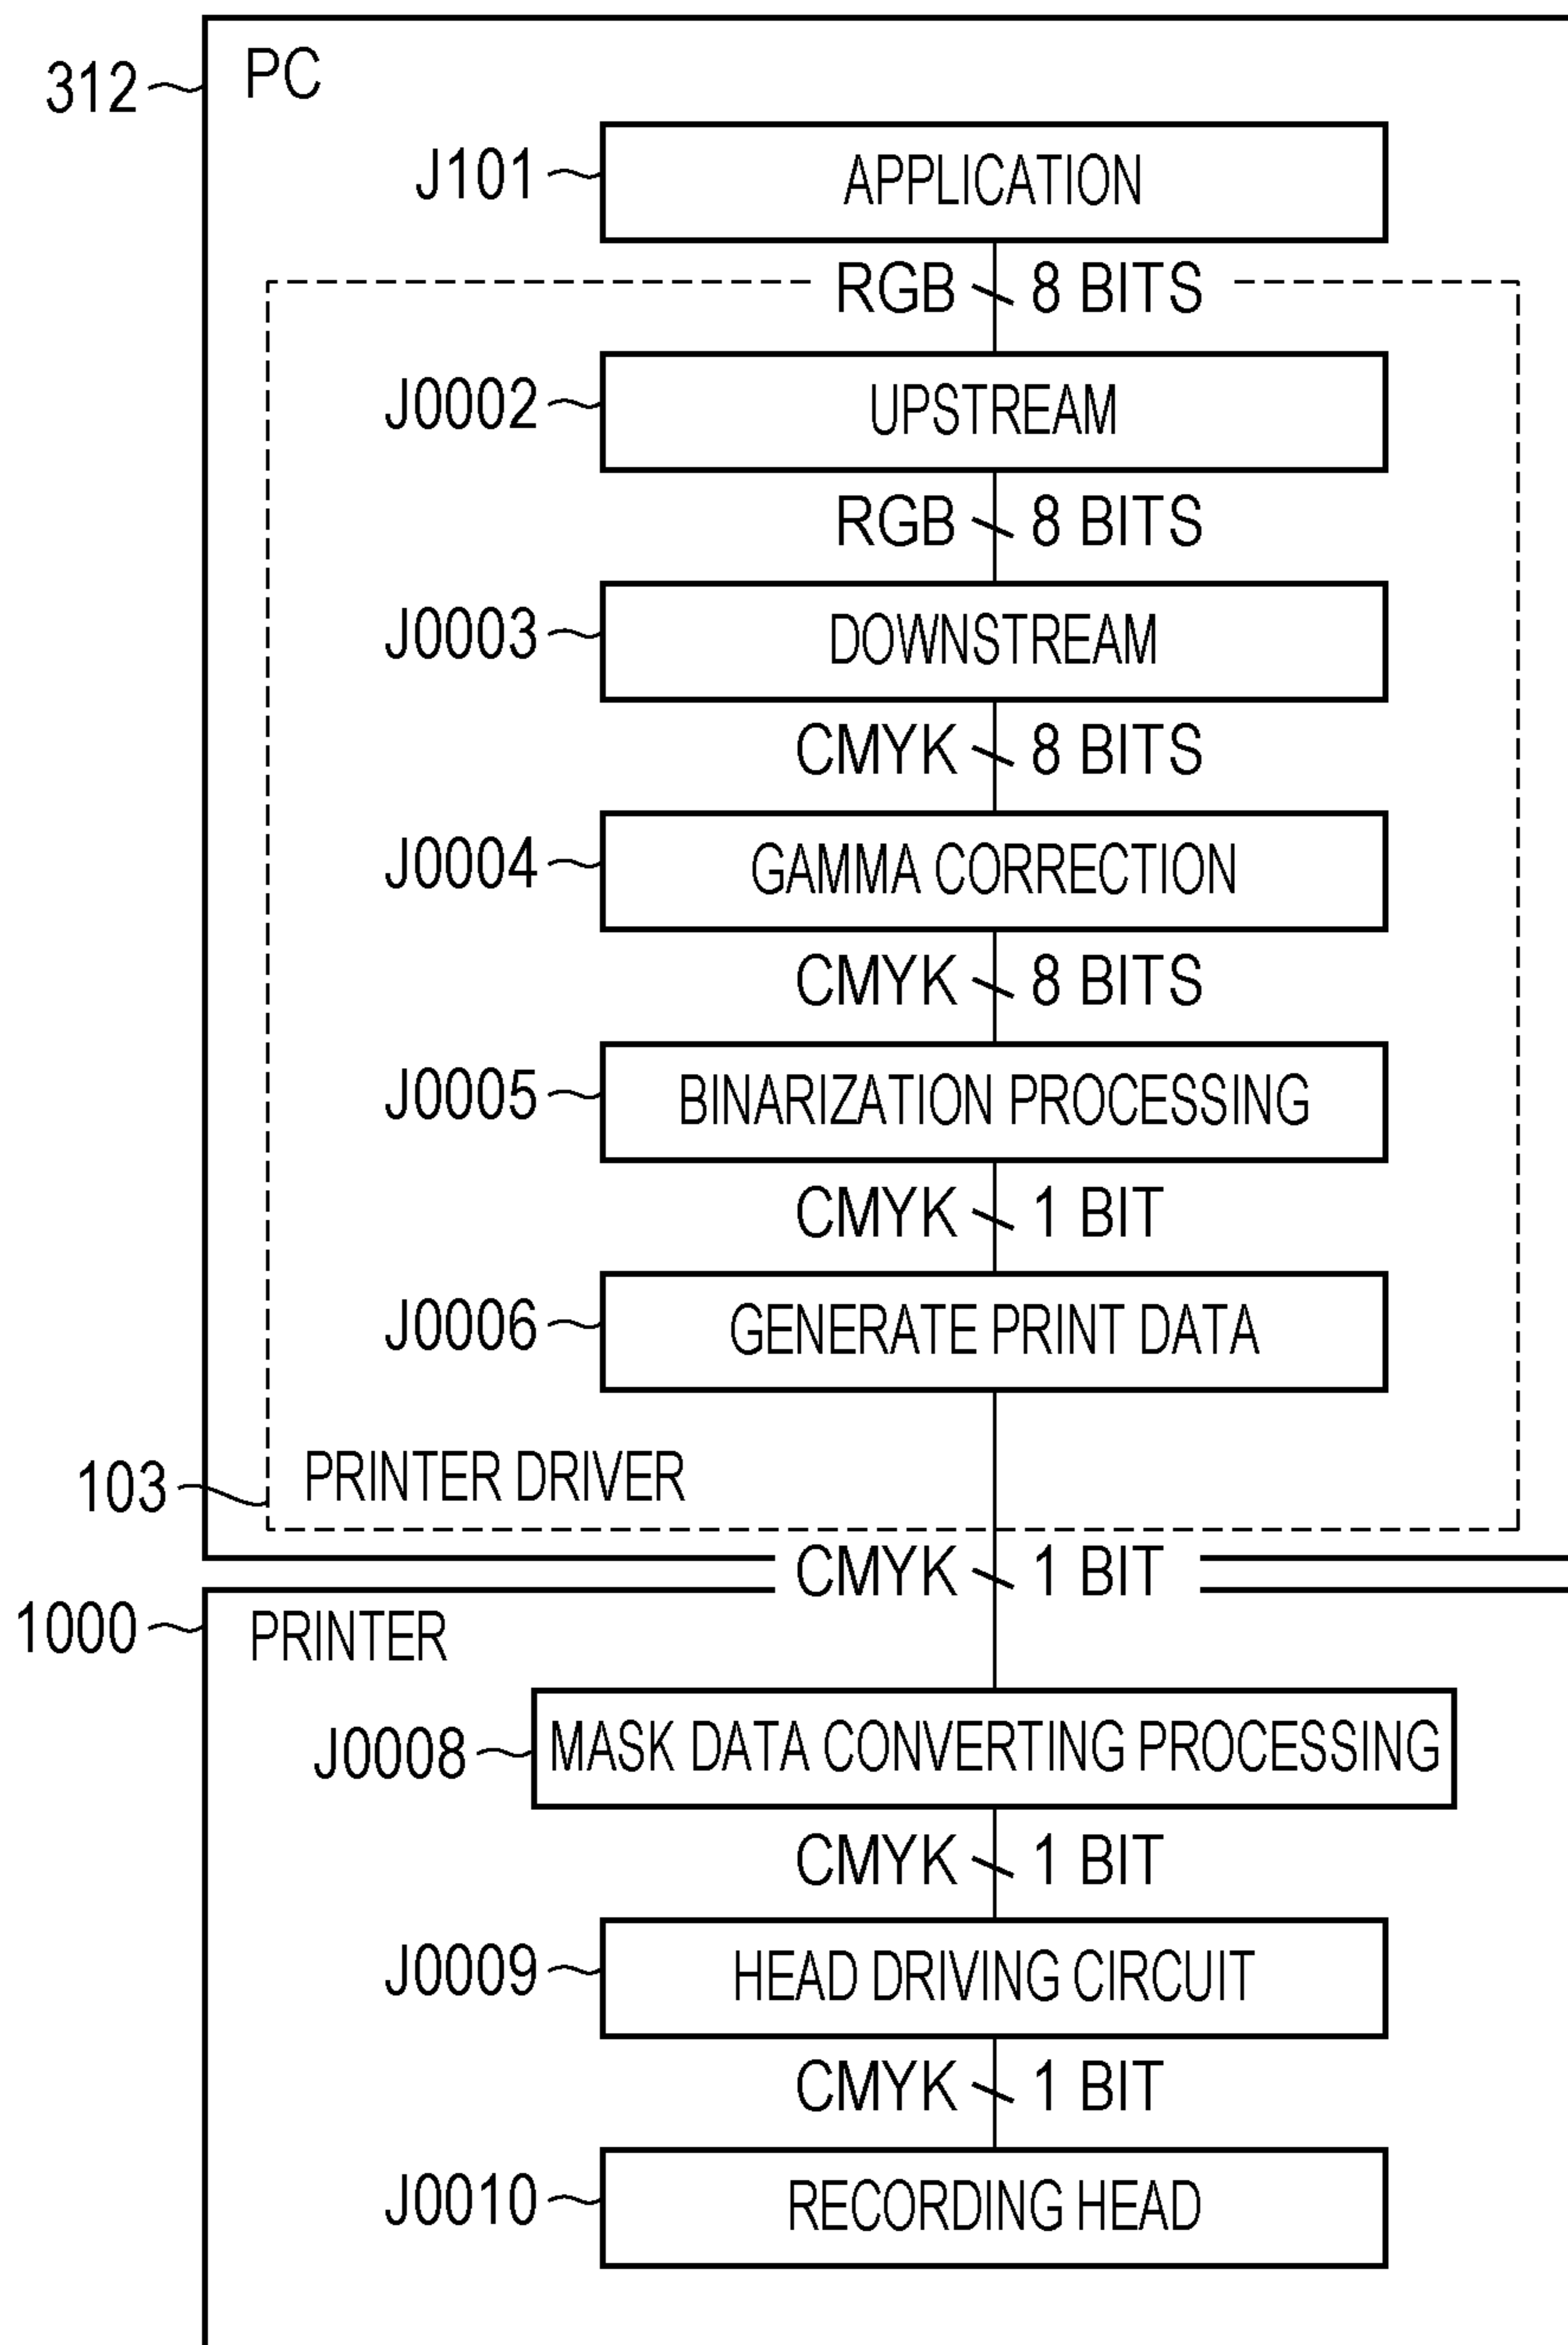 312 PC
J101 APPLICATION
RGB 8 BITS
J0002 UPSTREAM
RGB 8 BITS
J0003 DOWNSTREAM
CMYK 8 BITS
J0004 GAMMA CORRECTION
CMYK 8 BITS
J0005 BINARIZATION PROCESSING
CMYK 1 BIT
J0006 GENERATE PRINT DATA
103 PRINTER DRIVER
CMYK 1 BIT
1000 PRINTER
J0008 MASK DATA CONVERTING PROCESSING
CMYK 1 BIT
J0009 HEAD DRIVING CIRCUIT
CMYK 1 BIT
J0010 RECORDING HEAD